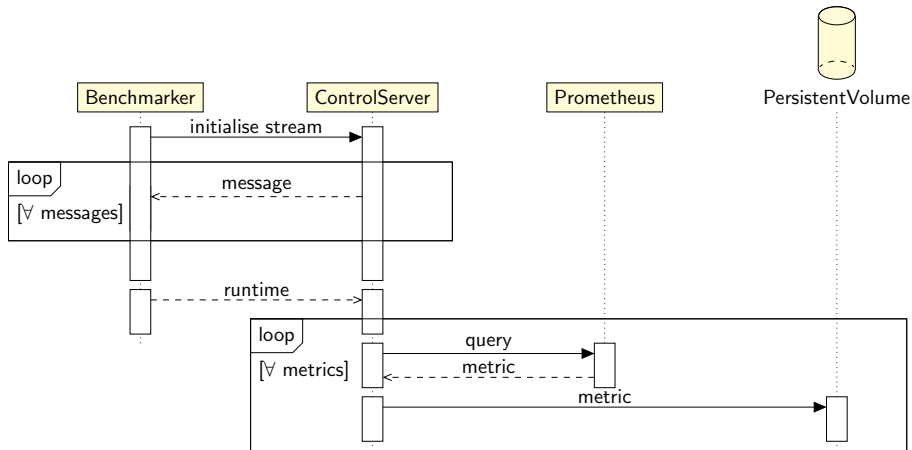 Benchmarker
ControlServer
Prometheus
PersistentVolume
initialise stream
loop
message
[∀ messages]
runtime
loop
query
[∀ metrics]
metric
metric